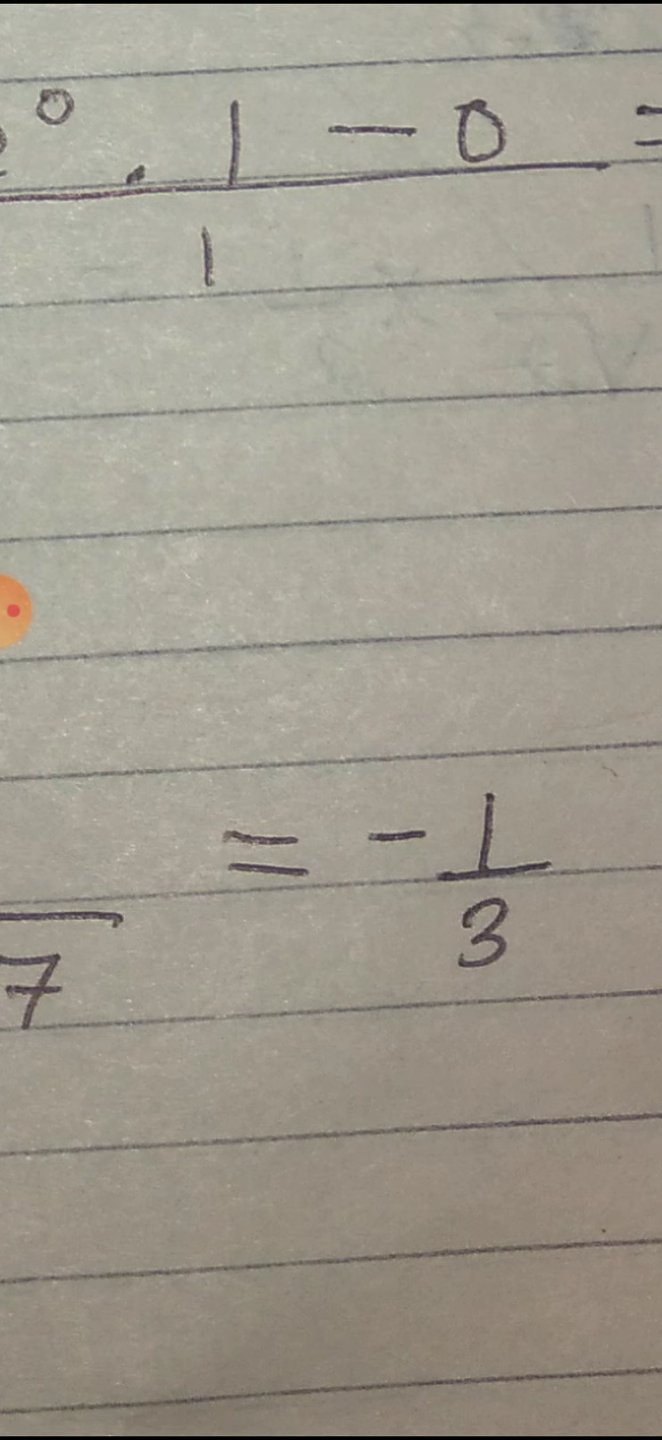 ° . 1 - 0 =
1
= - 1
7 3